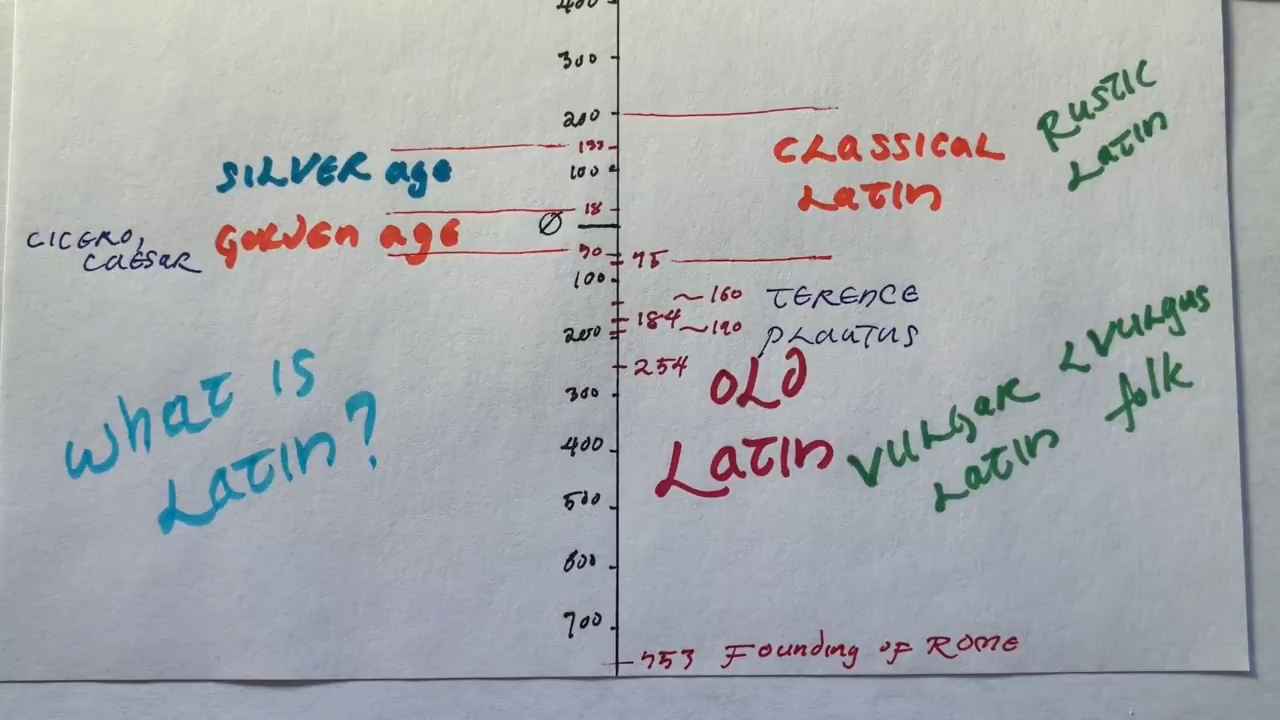 400
300
200
133
100
18
Ø
70
100
200
300
400
500
600
700
SILVER age
GOLDEN age
CICERO,
CAESAR
What is
Latin?
CLassical
Latin
Rustic
Latin
75
~160 Terence
184 ~190 Plautus
254
OLD
Latin
Vulgar
Latin
< Vulgus
folk
753 Founding of Rome